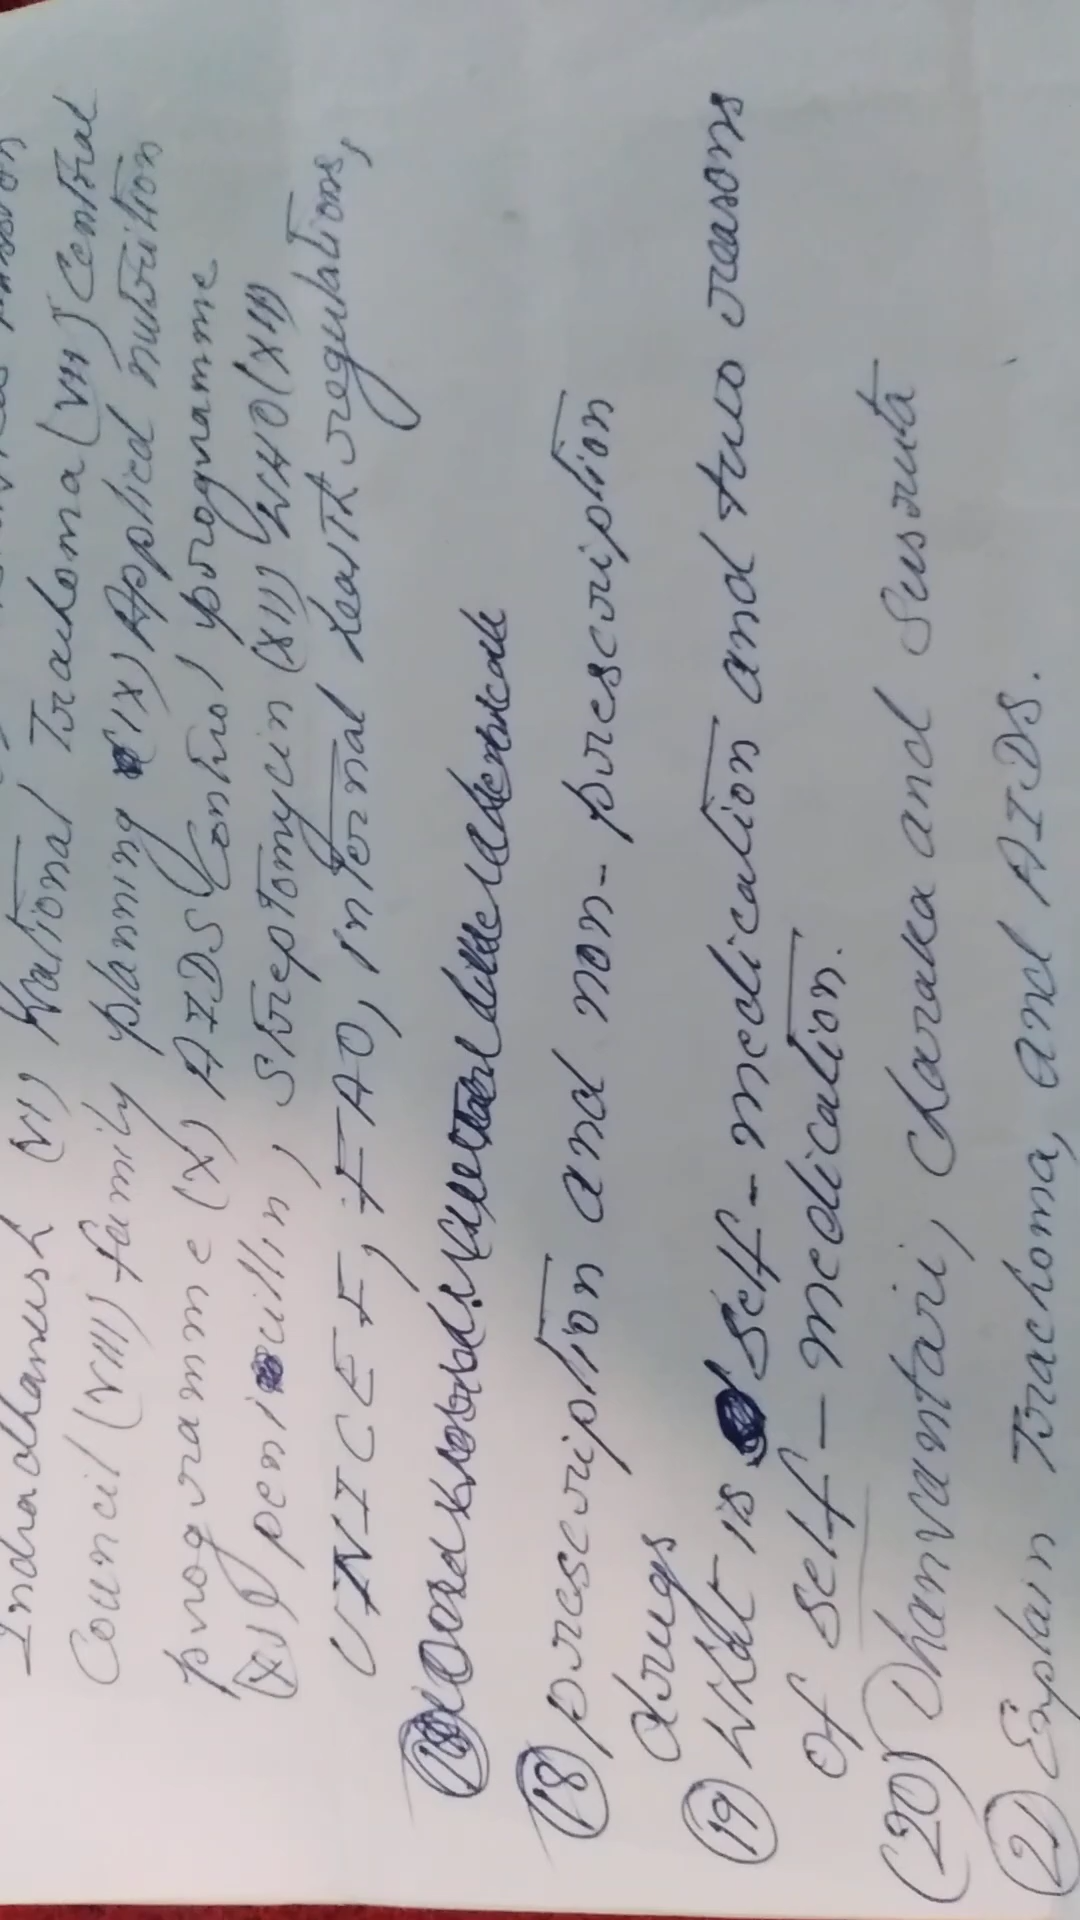 Indradhanush (VI) National Trachoma (VII) Central
Council (VIII) family planning (IX) Applied nutrition
programme (X) AIDS Control programme
(XI) penicillin, Streptomycin (XII) WHO (XIII)
UNICEF, FAO, internal health regulations,
(18) prescription and non-prescription
drugs
(19) What is Self-medication and two reasons
of self-medication.
(20) Dhanvantari, Charaka and Susruta
(21) Explain Trachoma, and AIDS.